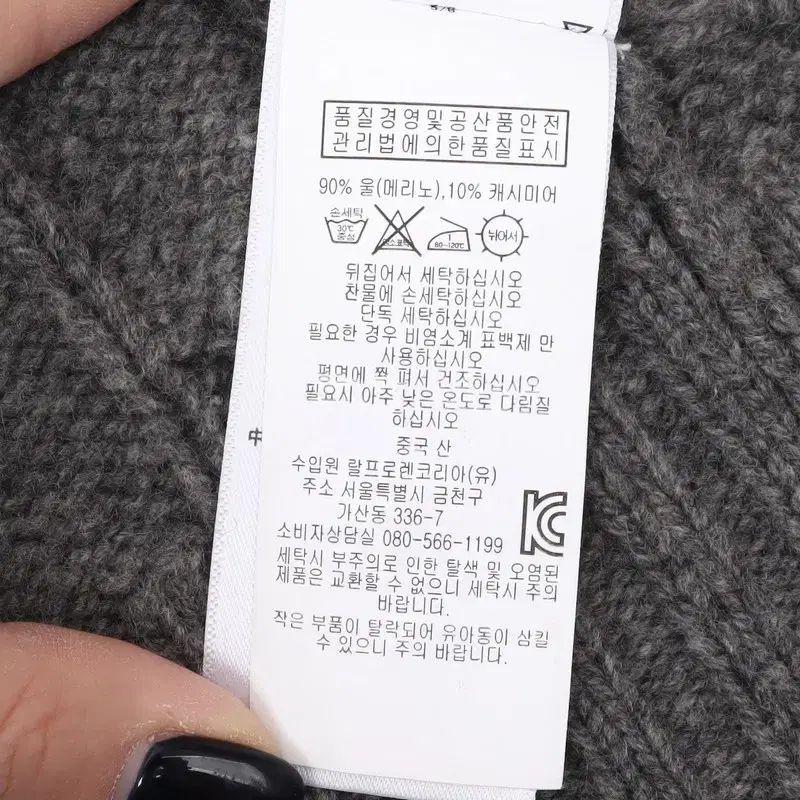 품질경영및공산품안전
관리법에의한품질표시
90% 울(메리노),10% 캐시미어
손세탁
30℃
중성
80~120℃
뉘어서
뒤집어서 세탁하십시오
찬물에 손세탁하십시오
단독 세탁하십시오
필요한 경우 비염소계 표백제 만
사용하십시오
평면에 쫙 펴서 건조하십시오
필요시 아주 낮은 온도로 다림질
하십시오
중국 산
中
수입원 랄프로렌코리아(유)
주소 서울특별시 금천구
가산동 336-7
소비자상담실 080-566-1199
세탁시 부주의로 인한 탈색 및 오염된
제품은 교환할 수 없으니 세탁시 주의
바랍니다.
작은 부품이 탈락되어 유아동이 삼킬
수 있으니 주의 바랍니다.